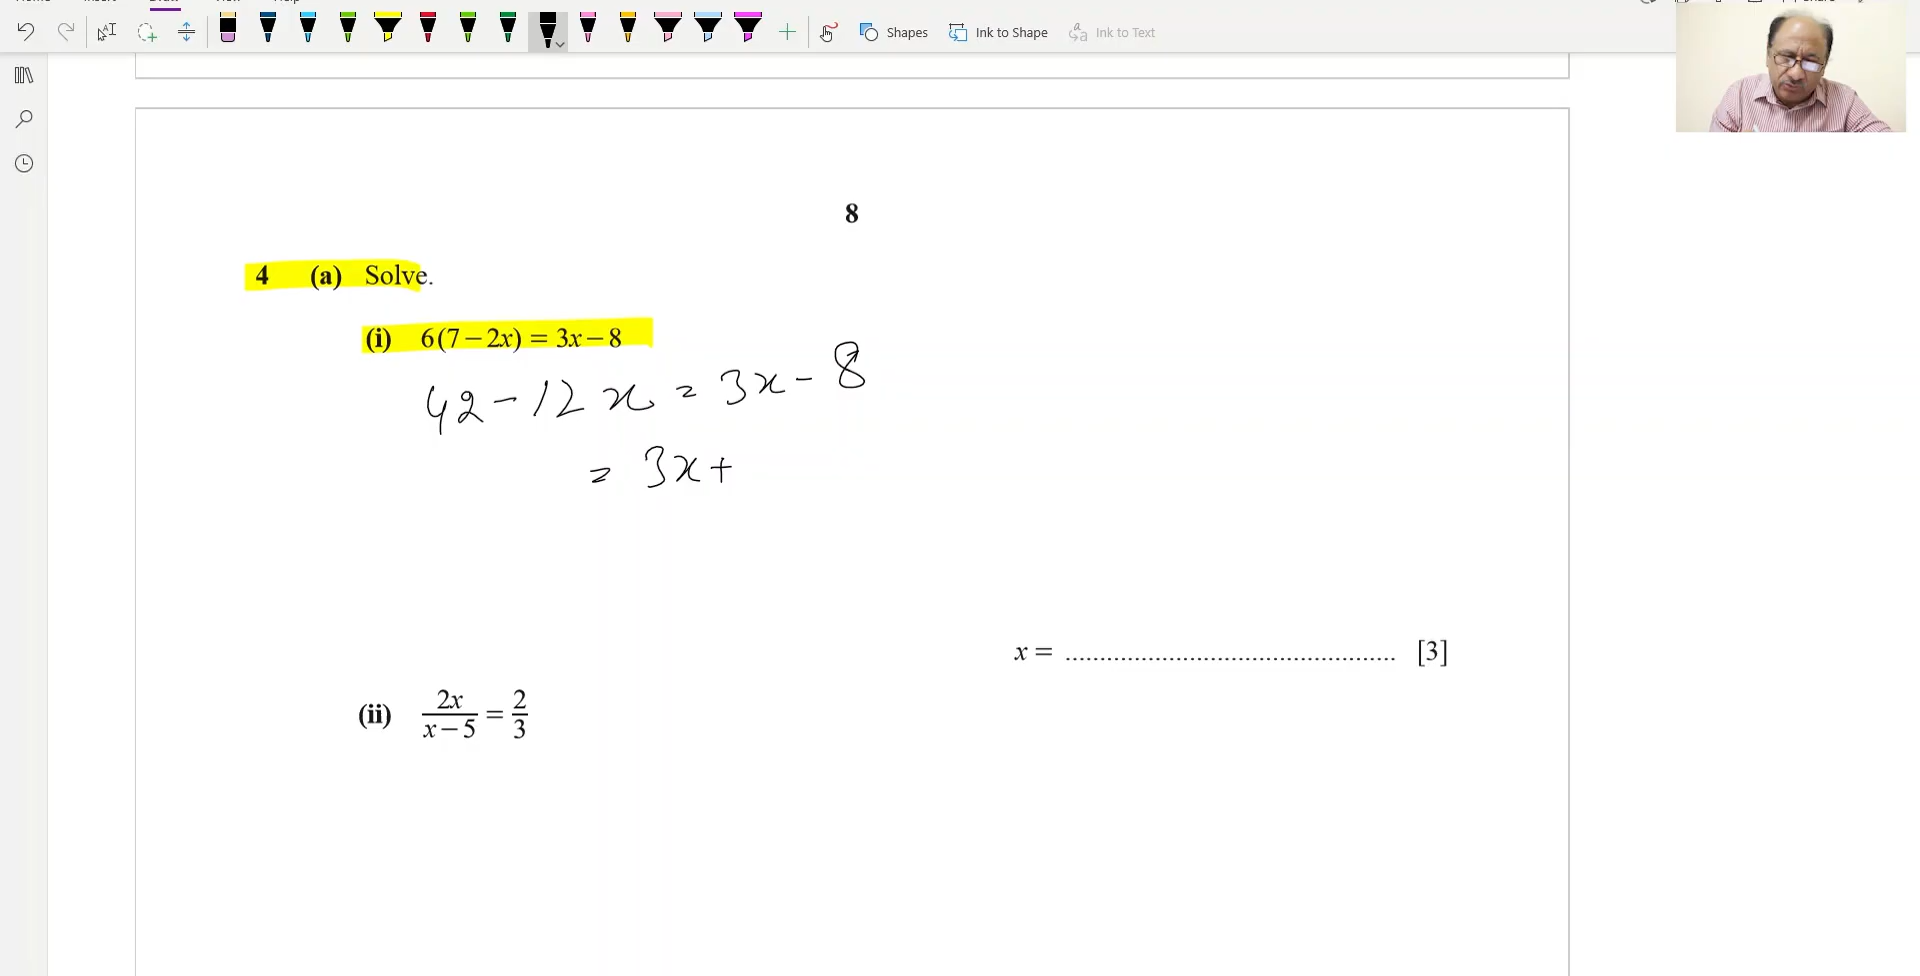 Shapes
Ink to Shape
Ink to Text
8
4 (a) Solve.
(i) 6(7−2x) = 3x−8
42−12x = 3x−8
= 3x+
x = ................................................ [3]
(ii) 2x/x−5 = 2/3